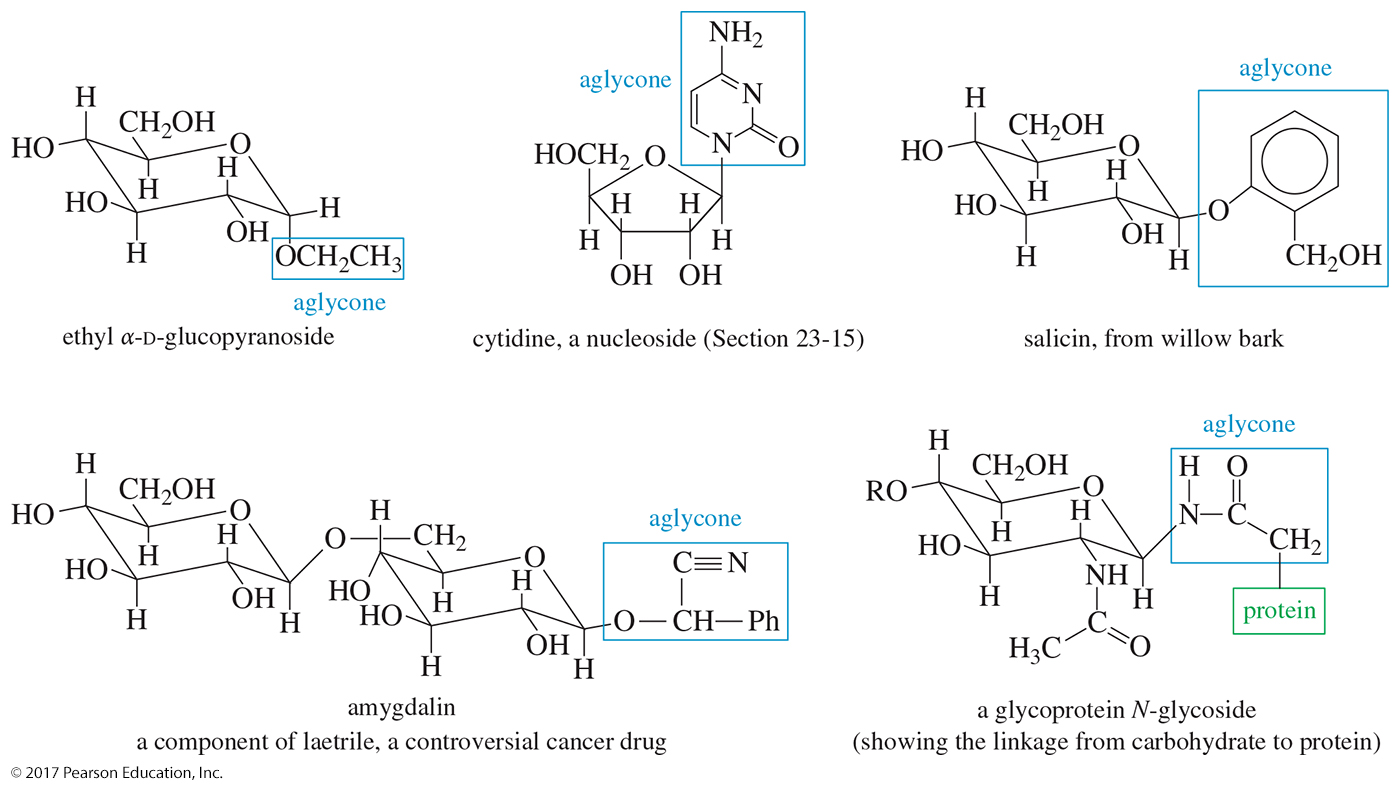 aglycone
NH₂
N
N
O
HOCH₂
O
H
H
H
H
OH
OH
cytidine, a nucleoside (Section 23-15)
H
CH₂OH
HO
O
H
H
HO
H
OH
H
OCH₂CH₃
aglycone
ethyl α-D-glucopyranoside
aglycone
H
CH₂OH
HO
O
H
H
HO
O
OH
H
H
CH₂OH
salicin, from willow bark
H
CH₂OH
HO
O
H
H
HO
OH
H
H
O
CH₂
H
HO
O
H
H
HO
OH
H
H
aglycone
C≡N
O—CH—Ph
amygdalin
a component of laetrile, a controversial cancer drug
aglycone
H
O
N—C
CH₂
protein
H
CH₂OH
RO
O
H
H
HO
H
NH
H
C
H₃C
O
a glycoprotein N-glycoside
(showing the linkage from carbohydrate to protein)
© 2017 Pearson Education, Inc.